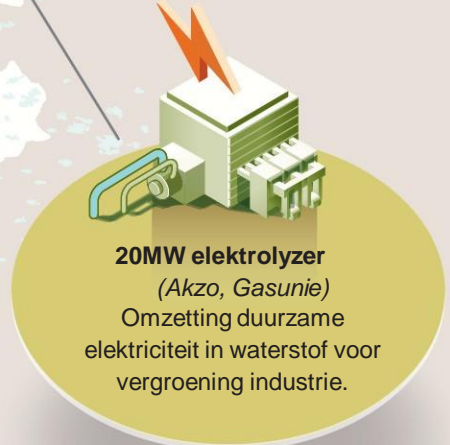 20MW elektrolyzer
(Akzo, Gasunie)
Omzetting duurzame
elektriciteit in waterstof voor
vergroening industrie.